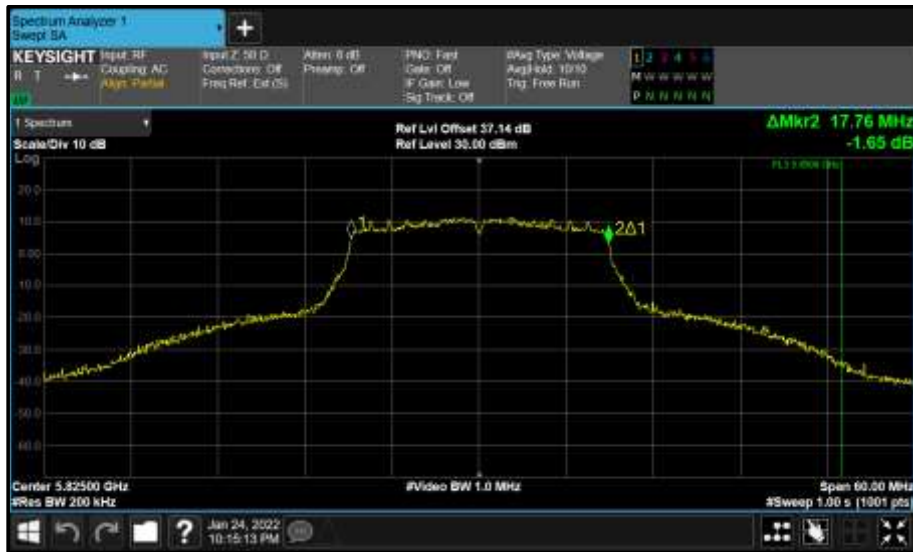 Spectrum Analyzer 1
Swept SA
+
KEYSIGHT
R T
Input: RF
Coupling: AC
Align: Partial
Input Z: 50 Ω
Corrections: Off
Freq Ref: Ext (S)
Atten: 6 dB
Preamp: Off
PNO: Fast
Gate: Off
IF Gain: Low
Sig Track: Off
#Avg Type: Voltage
Avg|Hold: 10/10
Trig: Free Run
1 2 3 4 5 6
M W W W W W
P N N N N N
1 Spectrum
Scale/Div 10 dB
Log
Ref Lvl Offset 37.14 dB
Ref Level 30.00 dBm
ΔMkr2 17.76 MHz
-1.65 dB
20.0
10.0
0.00
-10.0
-20.0
-30.0
-40.0
-50.0
-60.0
1
2Δ1
Center 5.82500 GHz
#Res BW 200 kHz
#Video BW 1.0 MHz
Span 60.00 MHz
#Sweep 1.00 s (1001 pts)
?
Jan 24, 2022
10:15:13 PM